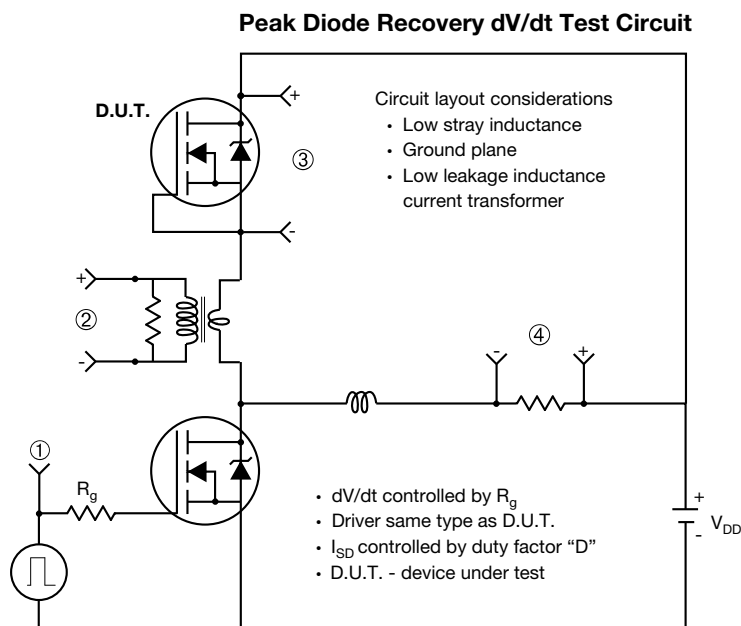 Peak Diode Recovery dV/dt Test Circuit
D.U.T.
+
③
-
Circuit layout considerations
• Low stray inductance
• Ground plane
• Low leakage inductance
current transformer
+
②
-
-
④
+
①
Rg
• dV/dt controlled by Rg
• Driver same type as D.U.T.
• ISD controlled by duty factor “D”
• D.U.T. - device under test
+
-
VDD